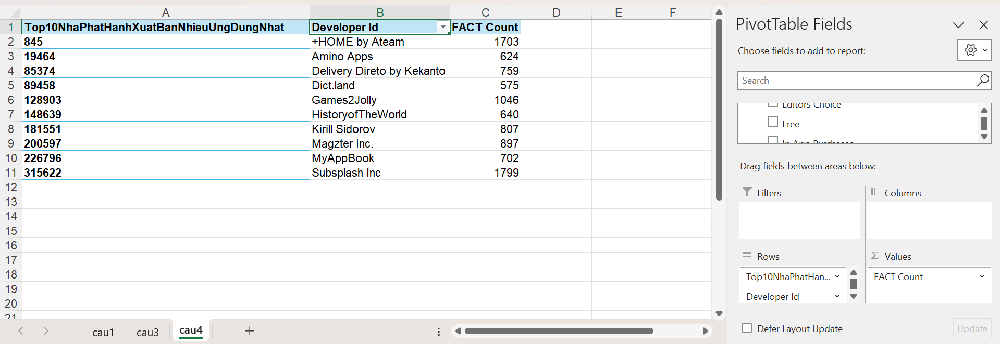 A B C D E F
1 Top10NhaPhatHanhXuatBanNhieuUngDungNhat Developer Id FACT Count
2 845 +HOME by Ateam 1703
3 19464 Amino Apps 624
4 85374 Delivery Direto by Kekanto 759
5 89458 Dict.land 575
6 128903 Games2Jolly 1046
7 148639 HistoryofTheWorld 640
8 181551 Kirill Sidorov 807
9 200597 Magzter Inc. 897
10 226796 MyAppBook 702
11 315622 Subsplash Inc 1799
12
13
14
15
16
17
18
19
20
21
cau1 cau3 cau4
PivotTable Fields
Choose fields to add to report:
Search
Editors Choice
Free
In App Purchases
Drag fields between areas below:
Filters
Columns
Rows
Σ Values
Top10NhaPhatHan...
FACT Count
Developer Id
Defer Layout Update
Update